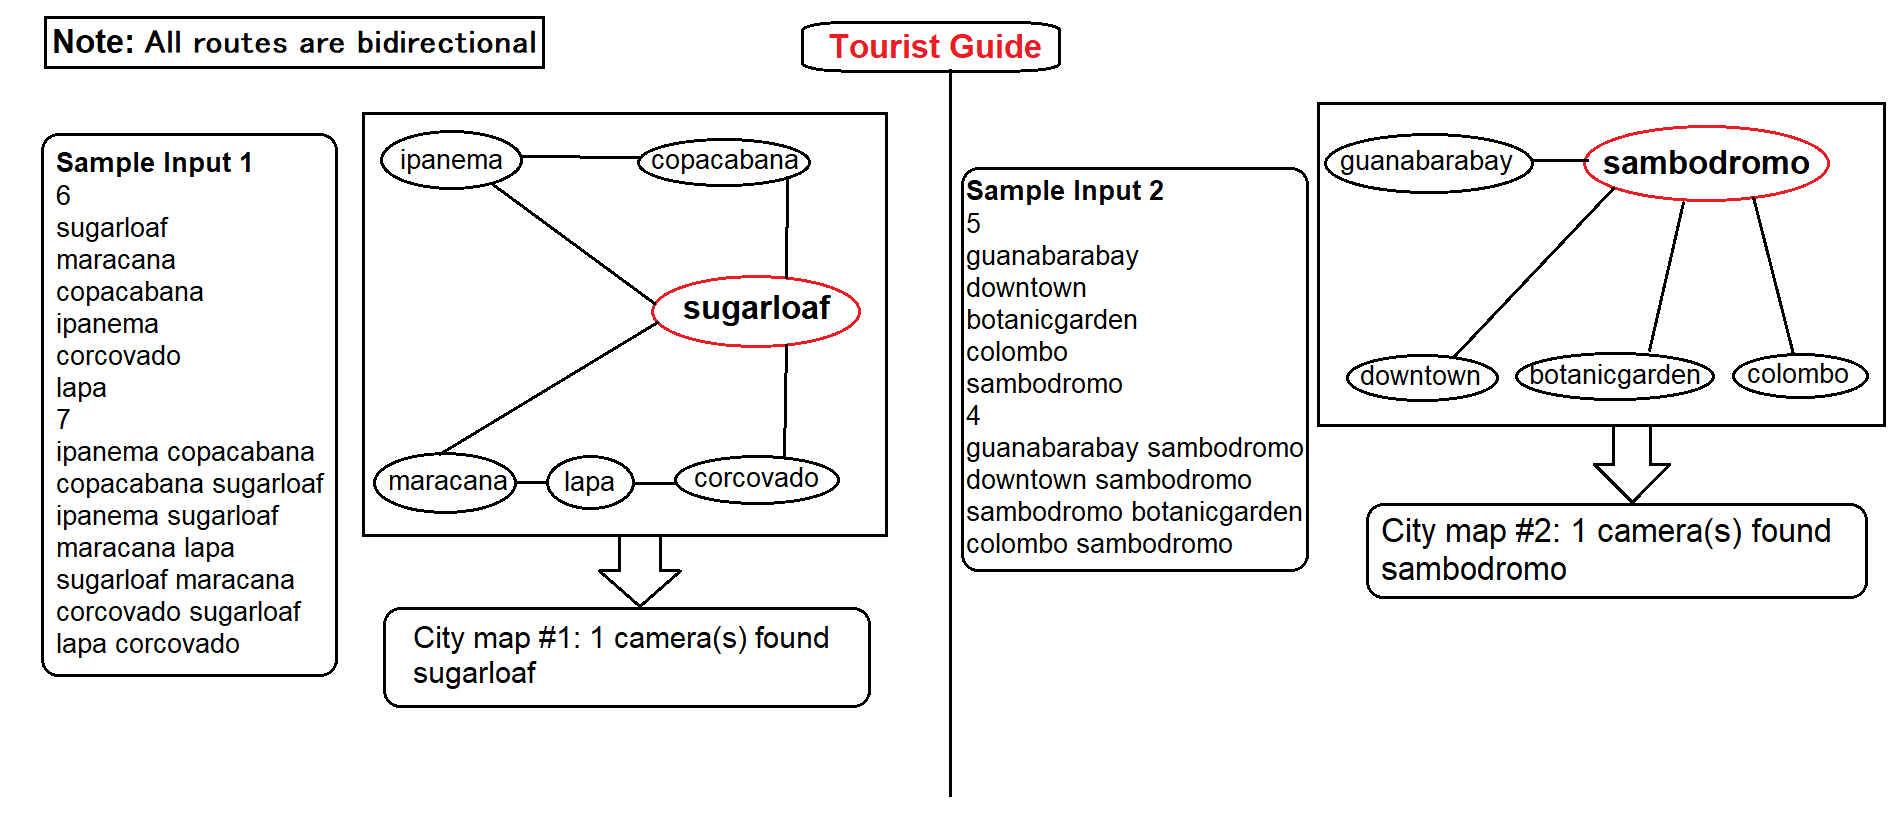 Note: All routes are bidirectional
Tourist Guide
Sample Input 1
6
sugarloaf
maracana
copacabana
ipanema
corcovado
lapa
7
ipanema copacabana
copacabana sugarloaf
ipanema sugarloaf
maracana lapa
sugarloaf maracana
corcovado sugarloaf
lapa corcovado
ipanema
copacabana
sugarloaf
maracana
lapa
corcovado
City map #1: 1 camera(s) found
sugarloaf
Sample Input 2
5
guanabarabay
downtown
botanicgarden
colombo
sambodromo
4
guanabarabay sambodromo
downtown sambodromo
sambodromo botanicgarden
colombo sambodromo
guanabarabay
sambodromo
downtown
botanicgarden
colombo
City map #2: 1 camera(s) found
sambodromo